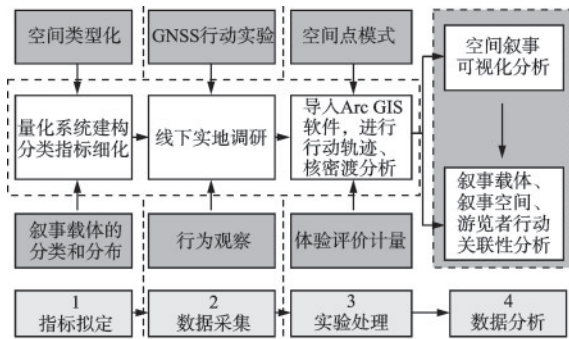 空间类型化
GNSS行动实验
空间点模式
空间叙事
可视化分析
量化系统建构
分类指标细化
线下实地调研
导入Arc GIS
软件，进行
行动轨迹、
核密度分析
叙事载体、
叙事空间、
游览者行动
关联性分析
叙事载体的
分类和分布
行为观察
体验评价计量
1
指标拟定
2
数据采集
3
实验处理
4
数据分析